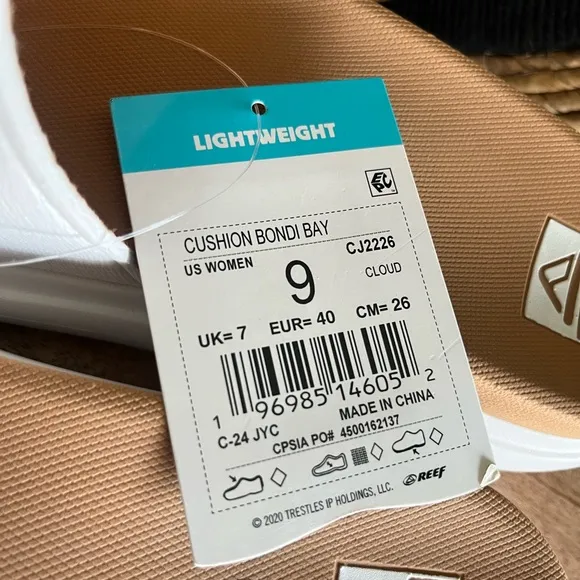 LIGHTWEIGHT
EPC
CUSHION BONDI BAY
US WOMEN
CJ2226
9
CLOUD
UK= 7 EUR= 40 CM= 26
1 96985 14605 2
C-24 JYC
MADE IN CHINA
CPSIA PO# 4500162137
REEF
© 2020 TRESTLES IP HOLDINGS, LLC.